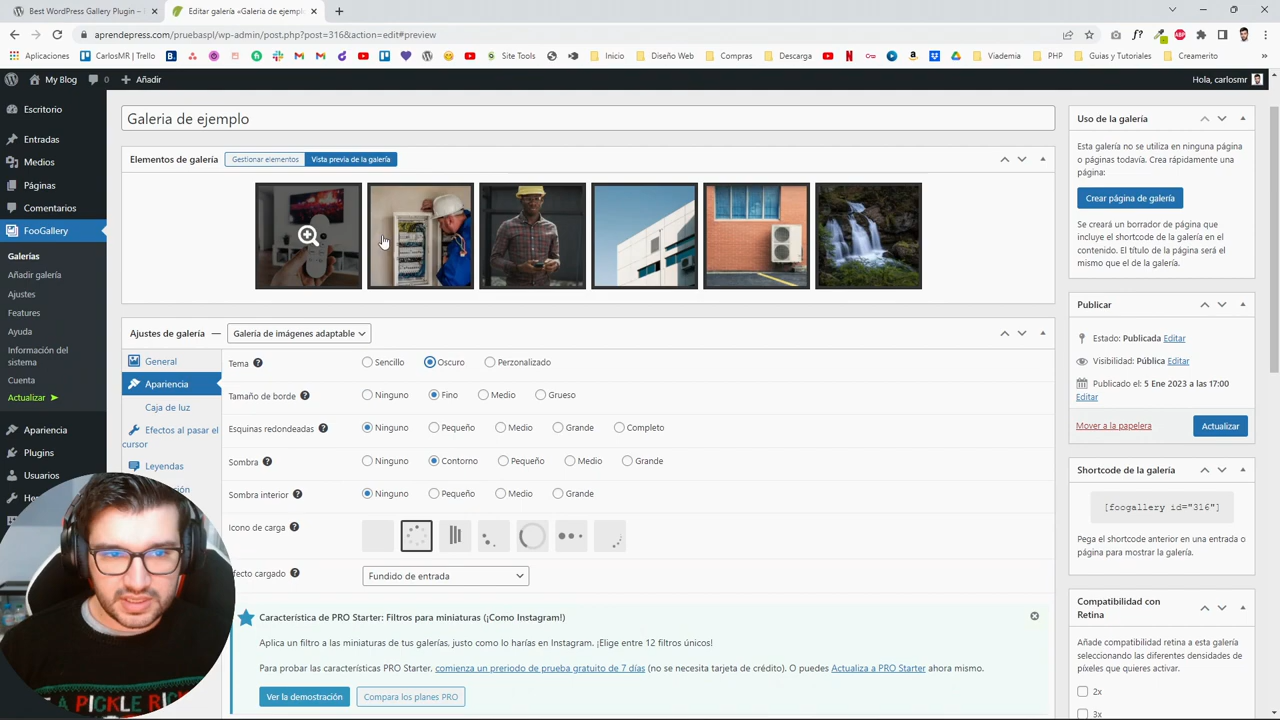 Best WordPress Gallery Plugin –
Editar galería «Galeria de ejemplo
aprendepress.com/pruebaspl/wp-admin/post.php?post=316&action=edit#preview
Aplicaciones
CarlosMR | Trello
Site Tools
Inicio
Diseño Web
Compras
Descarga
Viademia
PHP
Guias y Tutoriales
Creamerito
»
My Blog
0
Añadir
Hola, carlosmr
Escritorio
Entradas
Medios
Páginas
Comentarios
FooGallery
Galerías
Añadir galería
Ajustes
Features
Ayuda
Información del
sistema
Cuenta
Actualizar ➤
Apariencia
Plugins
Usuarios
Galeria de ejemplo
Elementos de galería
Gestionar elementos
Vista previa de la galería
Ajustes de galería —
Galería de imágenes adaptable
General
Apariencia
Caja de luz
Efectos al pasar el
cursor
Leyendas
Tema ?
Sencillo
Oscuro
Perzonalizado
Tamaño de borde ?
Ninguno
Fino
Medio
Grueso
Esquinas redondeadas ?
Ninguno
Pequeño
Medio
Grande
Completo
Sombra ?
Ninguno
Contorno
Pequeño
Medio
Grande
Sombra interior ?
Ninguno
Pequeño
Medio
Grande
Icono de carga ?
cargado ?
Fundido de entrada
Característica de PRO Starter: Filtros para miniaturas (¡Como Instagram!)
Aplica un filtro a las miniaturas de tus galerías, justo como lo harías en Instagram. ¡Elige entre 12 filtros únicos!
Para probar las características PRO Starter, comienza un preriodo de prueba gratuito de 7 días (no se necesita tarjeta de crédito). O puedes Actualiza a PRO Starter ahora mismo.
Ver la demostración
Compara los planes PRO
Uso de la galería
Esta galería no se utiliza en ninguna página
o páginas todavía. Crea rápidamente una
página:
Crear página de galería
Se creará un borrador de página que
incluye el shortcode de la galería en el
contenido. El título de la página será el
mismo que el de la galería.
Publicar
Estado: Publicada Editar
Visibilidad: Pública Editar
Publicado el: 5 Ene 2023 a las 17:00
Editar
Mover a la papelera
Actualizar
Shortcode de la galería
[foogallery id="316"]
Pega el shortcode anterior en una entrada o
página para mostrar la galería.
Compatibilidad con
Retina
Añade compatibilidad retina a esta galería
seleccionando las diferentes densidades de
píxeles que quieres activar.
2x
3x